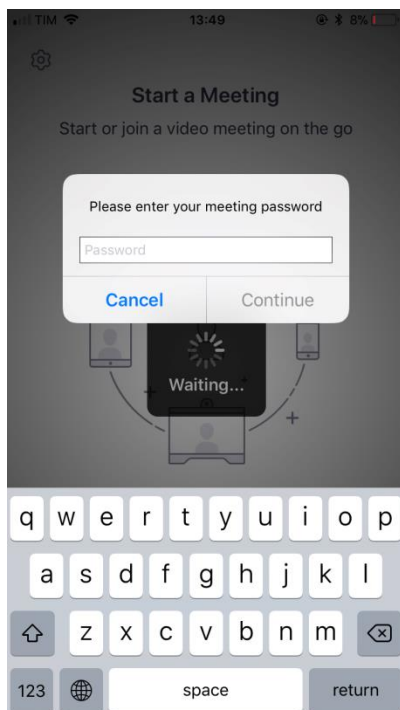 TIM 13:49 8%
Start a Meeting
Start or join a video meeting on the go
Please enter your meeting password
Password
Cancel Continue
Waiting...
q w e r t y u i o p
a s d f g h j k l
z x c v b n m
123 space return